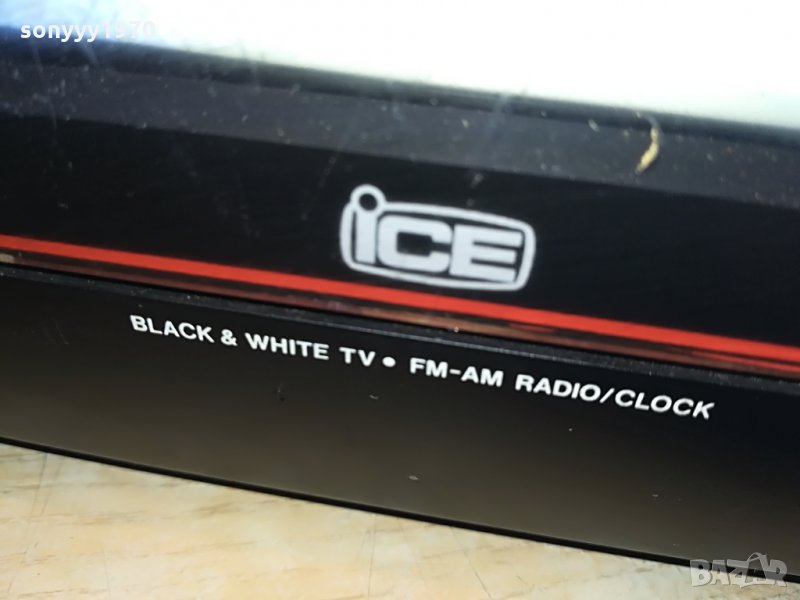 sonyyy1970
iCE
BLACK & WHITE TV • FM-AM RADIO/CLOCK
BAZAR